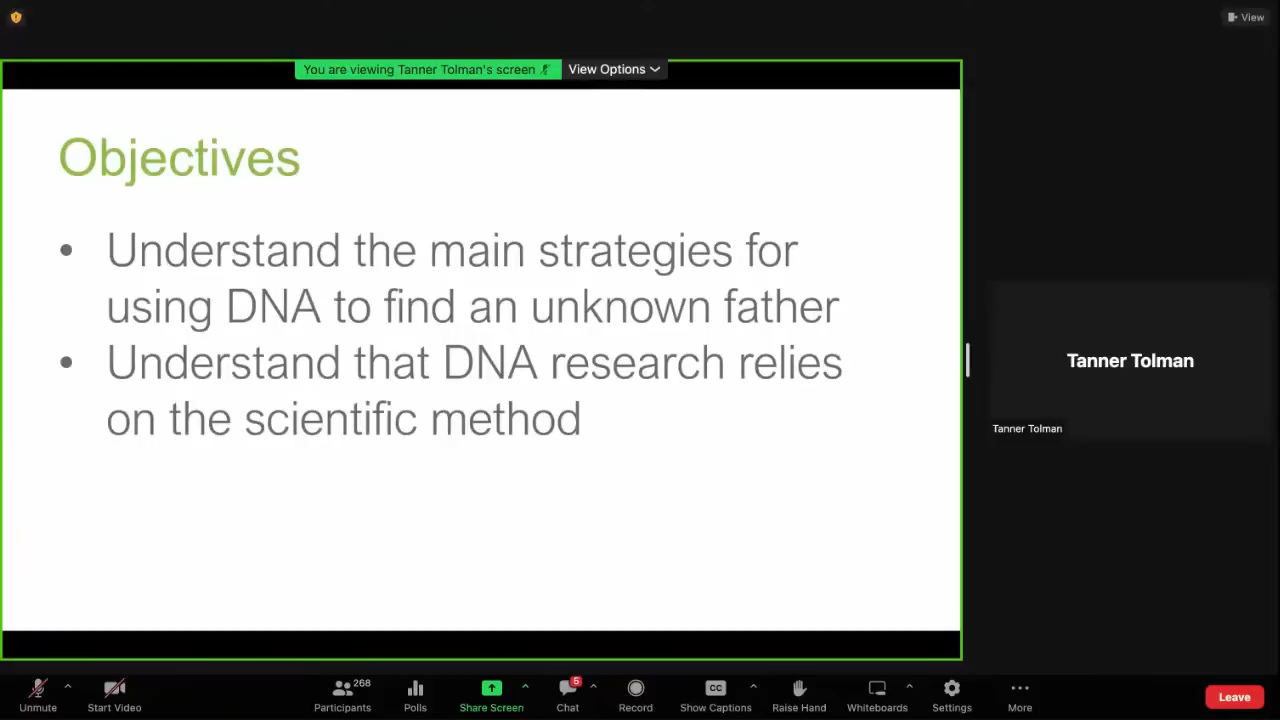 View
You are viewing Tanner Tolman's screen
View Options
Objectives
• Understand the main strategies for
using DNA to find an unknown father
• Understand that DNA research relies
on the scientific method
Tanner Tolman
Tanner Tolman
Unmute
Start Video
268
Participants
Polls
Share Screen
5
Chat
Record
CC
Show Captions
Raise Hand
Whiteboards
Settings
More
Leave